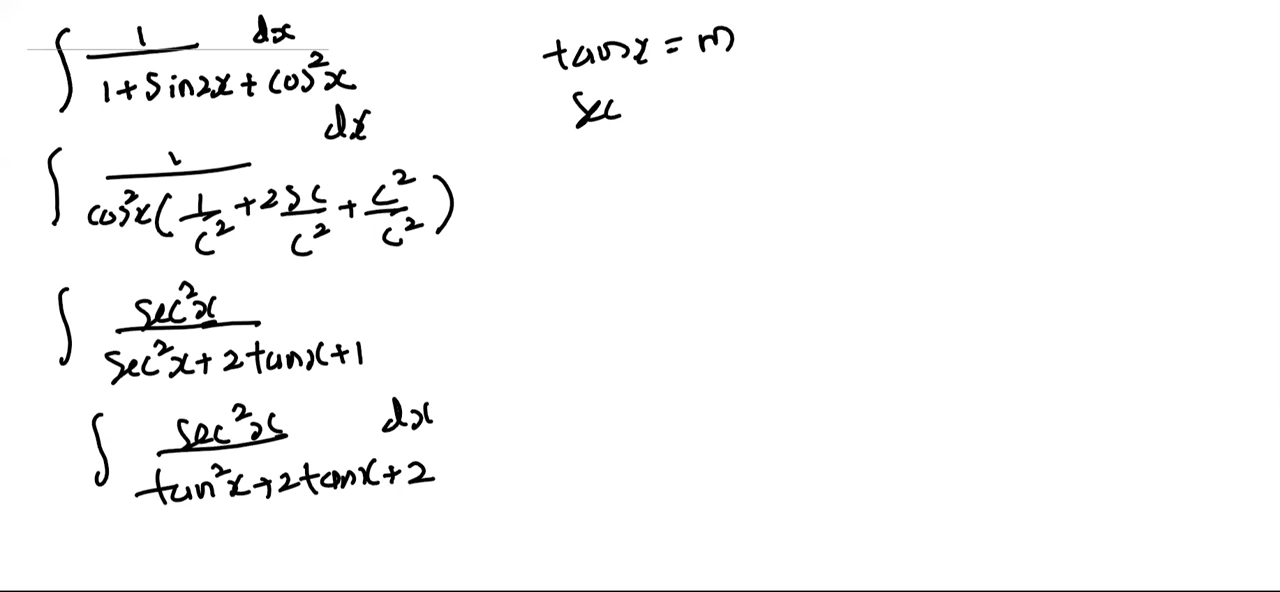 ∫ 1/(1 + sin2x + cos²x) dx
∫ 1/(cos²x(1/c² + 2sc/c² + c²/c²)) dx
∫ sec²x/(sec²x + 2tanx + 1)
∫ sec²x/(tan²x + 2tanx + 2) dx
tanx = m
sec